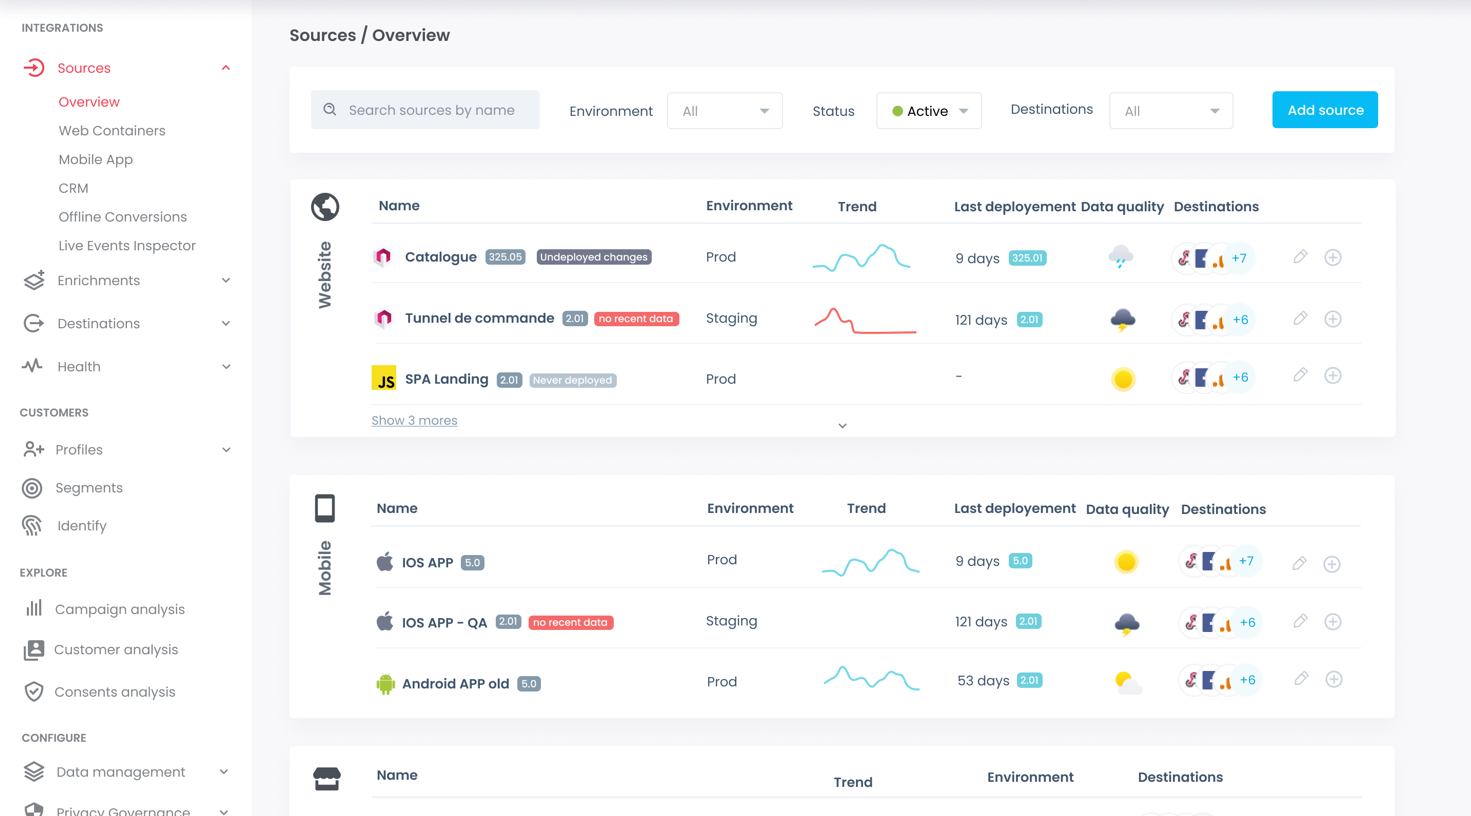 INTEGRATIONS
Sources
Overview
Web Containers
Mobile App
CRM
Offline Conversions
Live Events Inspector
Enrichments
Destinations
Health
CUSTOMERS
Profiles
Segments
Identify
EXPLORE
Campaign analysis
Customer analysis
Consents analysis
CONFIGURE
Data management
Privacy Governance
Sources / Overview
Search sources by name
Environment All Status Active Destinations All Add source
Website
Name Environment Trend Last deployement Data quality Destinations
Catalogue 325.05 Undeployed changes Prod 9 days 325.01 +7
Tunnel de commande 2.01 no recent data Staging 121 days 2.01 +6
JS SPA Landing 2.01 Never deployed Prod - +6
Show 3 mores
Mobile
Name Environment Trend Last deployement Data quality Destinations
IOS APP 5.0 Prod 9 days 5.0 +7
IOS APP - QA 2.01 no recent data Staging 121 days 2.01 +6
Android APP old 5.0 Prod 53 days 2.01 +6
Name Trend Environment Destinations